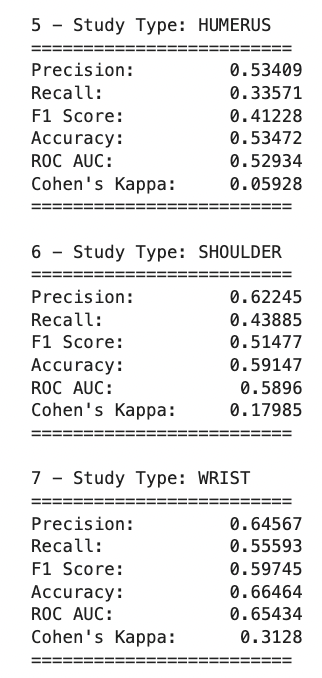 5 – Study Type: HUMERUS
=========================
Precision:         0.53409
Recall:            0.33571
F1 Score:          0.41228
Accuracy:          0.53472
ROC AUC:           0.52934
Cohen's Kappa:     0.05928
=========================
6 – Study Type: SHOULDER
=========================
Precision:         0.62245
Recall:            0.43885
F1 Score:          0.51477
Accuracy:          0.59147
ROC AUC:            0.5896
Cohen's Kappa:     0.17985
=========================
7 – Study Type: WRIST
=========================
Precision:         0.64567
Recall:            0.55593
F1 Score:          0.59745
Accuracy:          0.66464
ROC AUC:           0.65434
Cohen's Kappa:      0.3128
=========================